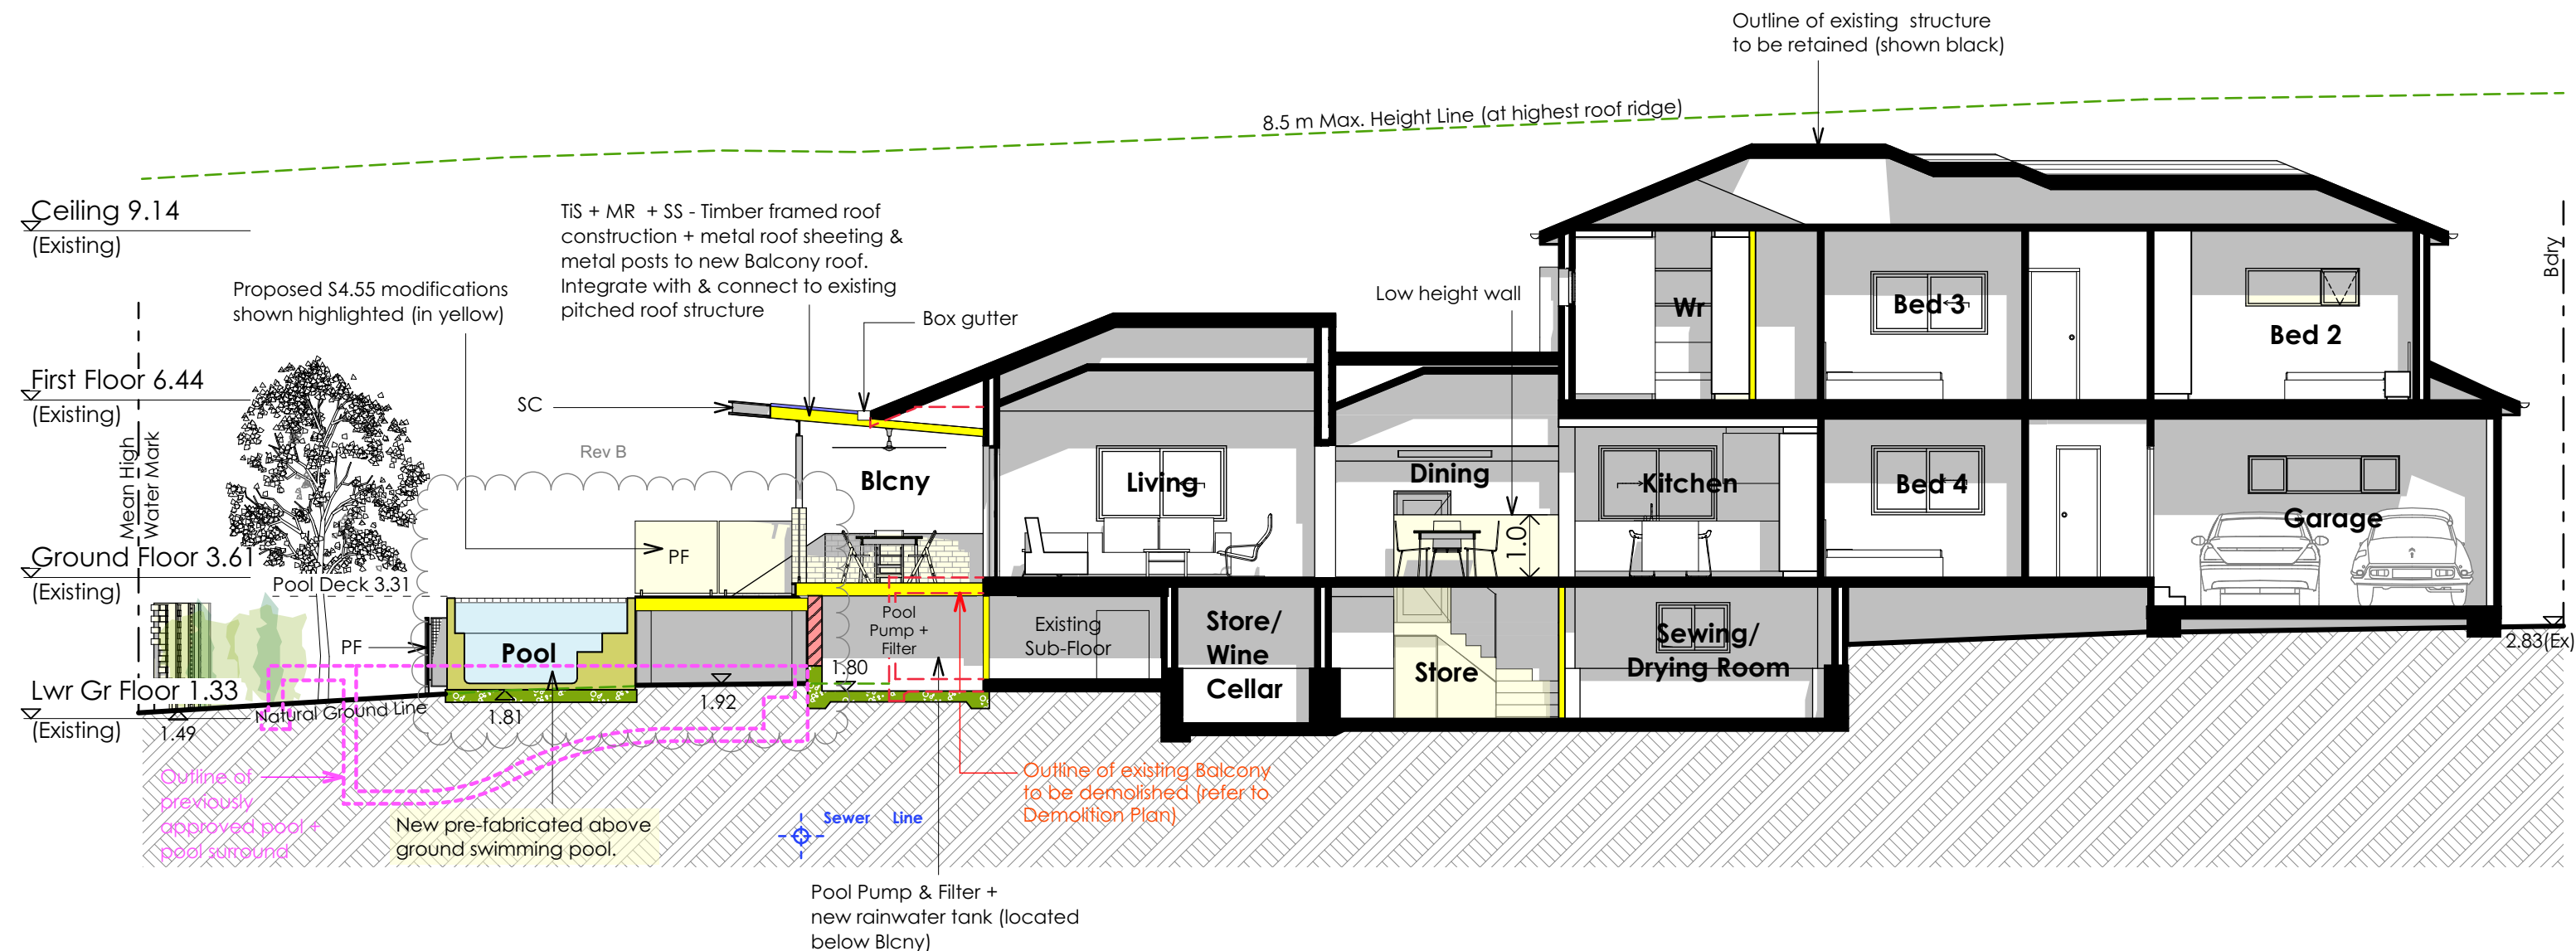 Outline of existing structure
to be retained (shown black)
8.5 m Max. Height Line (at highest roof ridge)
Ceiling 9.14
(Existing)
TiS + MR + SS - Timber framed roof
construction + metal roof sheeting &
metal posts to new Balcony roof.
Integrate with & connect to existing
pitched roof structure
Bdry
Proposed S4.55 modifications
shown highlighted (in yellow)
Box gutter
Low height wall
Wr
Bed 3
Bed 2
First Floor 6.44
(Existing)
SC
Mean High
Water Mark
Rev B
Blcny
Living
Dining
Kitchen
Bed 4
Garage
1.0
PF
Ground Floor 3.61
(Existing)
Pool Deck 3.31
Pool
Pump +
Filter
Existing
Sub-Floor
Store/
Wine
Cellar
Store
Sewing/
Drying Room
2.83(Ex)
PF
Pool
1.80
Lwr Gr Floor 1.33
(Existing)
Natural Ground Line
1.49
1.81
1.92
Outline of
previously
approved pool +
pool surround
New pre-fabricated above
ground swimming pool.
Sewer Line
Outline of existing Balcony
to be demolished (refer to
Demolition Plan)
Pool Pump & Filter +
new rainwater tank (located
below Blcny)